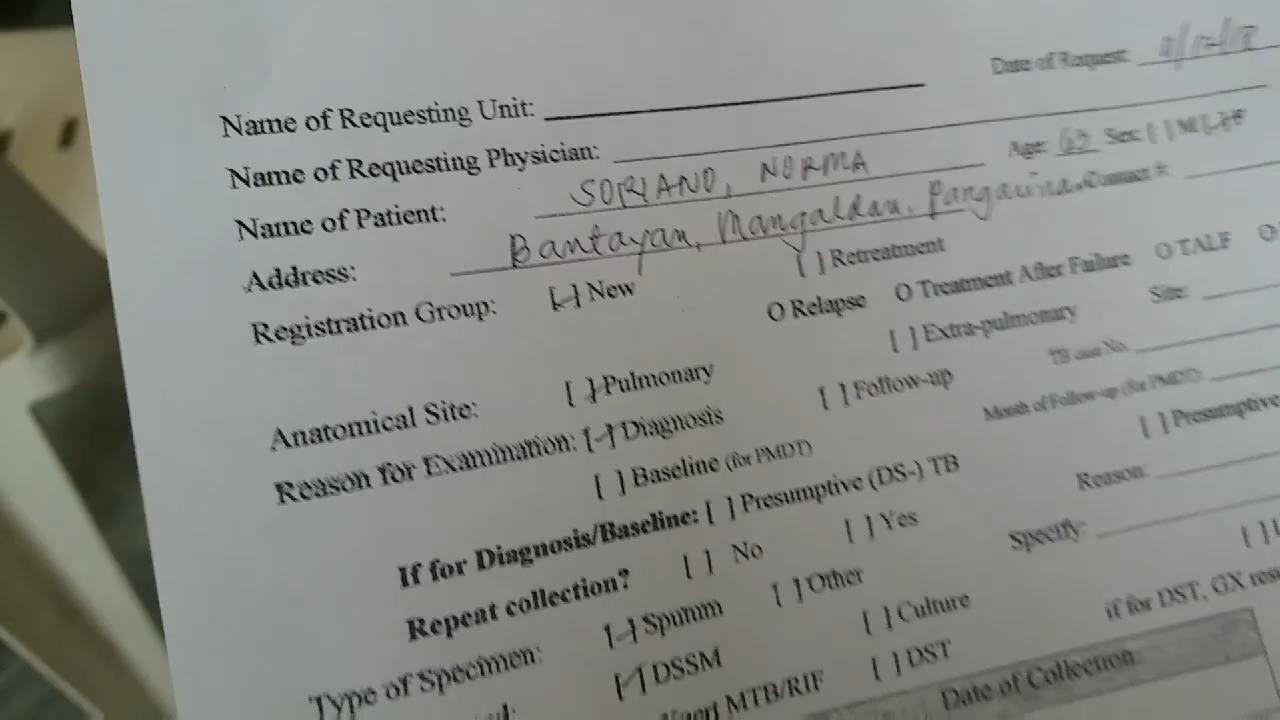 Date of Request:
Name of Requesting Unit:
Name of Requesting Physician:
Name of Patient: SORIANO, NORMA Age: Sex: [ ] M
Address: Bantayan, Mangaldan, Pangasinan Contact #:
Registration Group: [/] New [ ] Retreatment
O Relapse O Treatment After Failure O TALF O
Anatomical Site: [ ] Pulmonary [ ] Extra-pulmonary Site:
Reason for Examination: [/] Diagnosis [ ] Follow-up TB case No.
[ ] Baseline (for PMDT) Month of Follow-up (for PMDT):
If for Diagnosis/Baseline: [ ] Presumptive (DS-) TB [ ] Presumptive
Repeat collection? [ ] No [ ] Yes Reason:
Type of Specimen: [/] Sputum [ ] Other Specify:
[/] DSSM [ ] Culture [ ]
MTB/RIF [ ] DST if for DST, GX
Date of Collection